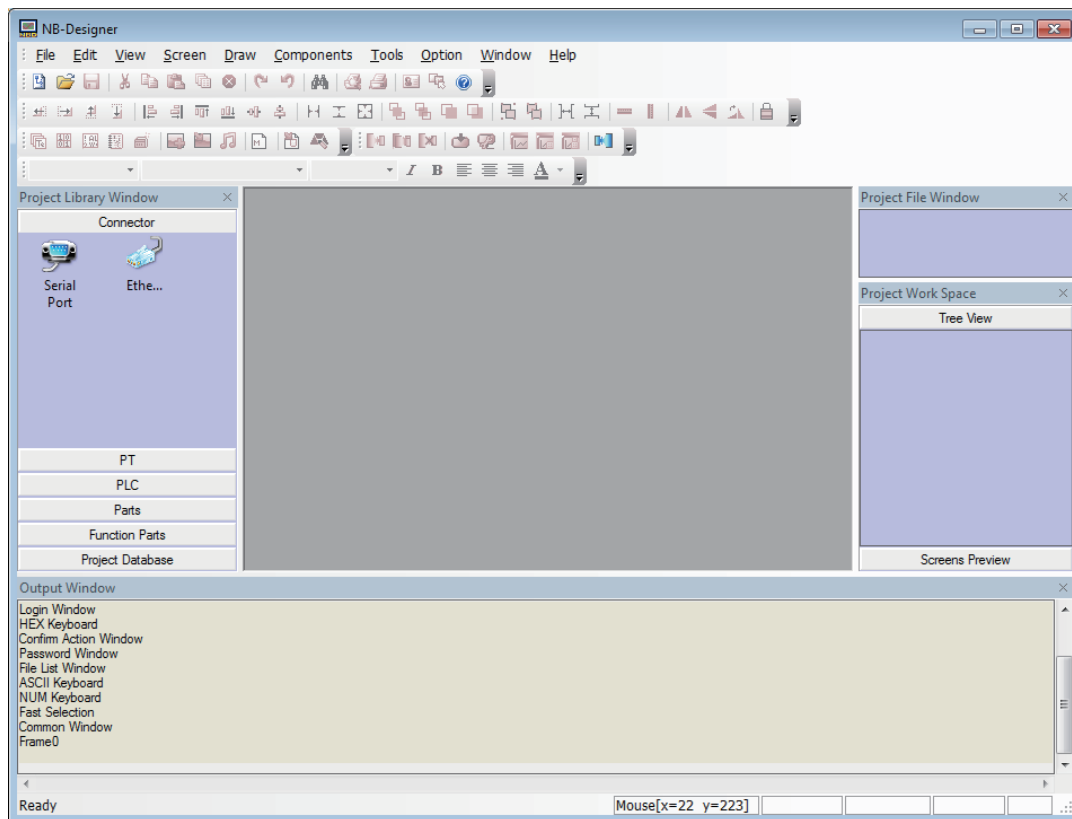 NB-Designer
File Edit View Screen Draw Components Tools Option Window Help
I B A
Project Library Window
Connector
Serial Port
Ethe...
PT
PLC
Parts
Function Parts
Project Database
Project File Window
Project Work Space
Tree View
Screens Preview
Output Window
Login Window
HEX Keyboard
Confirm Action Window
Password Window
File List Window
ASCII Keyboard
NUM Keyboard
Fast Selection
Common Window
Frame0
Ready
Mouse[x=22 y=223]